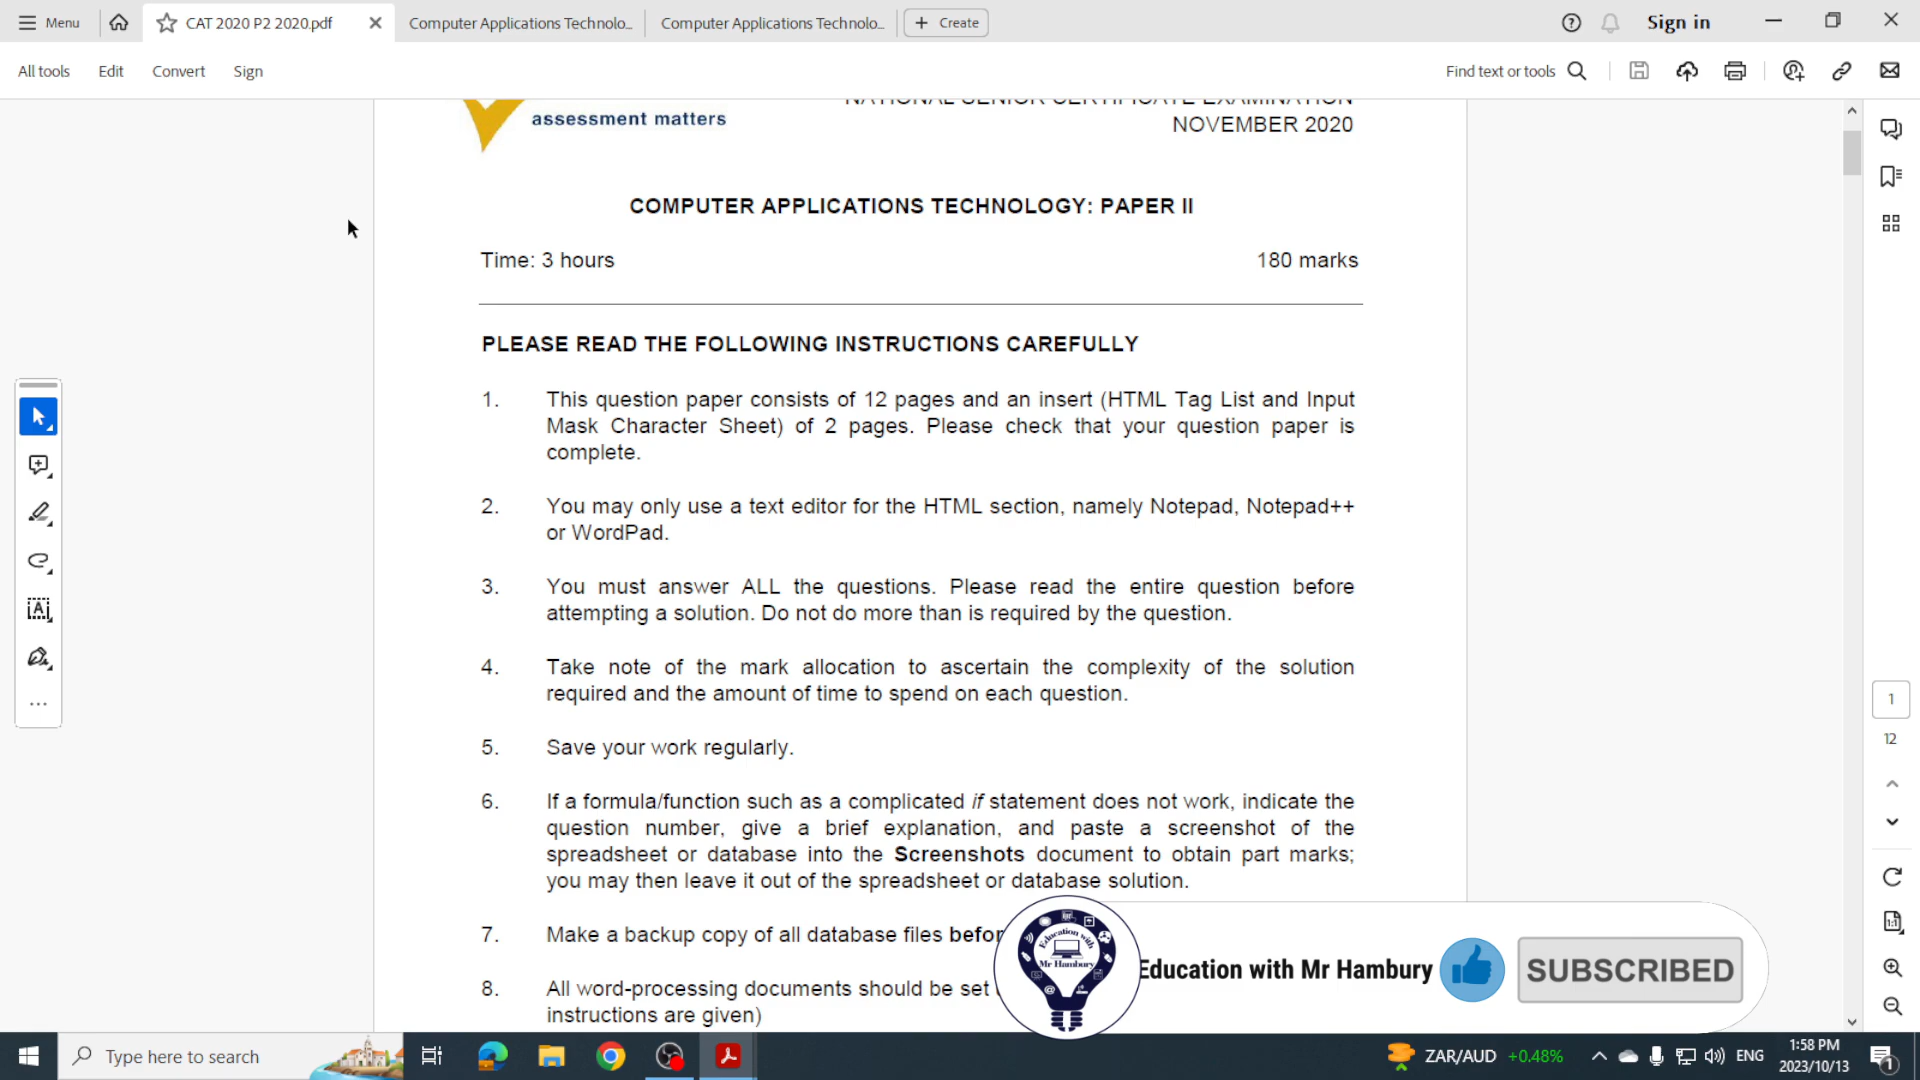 Menu
CAT 2020 P2 2020.pdf
Computer Applications Technolo...
Computer Applications Technolo...
Create
Sign in
All tools
Edit
Convert
Sign
Find text or tools
NATIONAL SENIOR CERTIFICATE EXAMINATION
assessment matters
NOVEMBER 2020
COMPUTER APPLICATIONS TECHNOLOGY: PAPER II
Time: 3 hours
180 marks
PLEASE READ THE FOLLOWING INSTRUCTIONS CAREFULLY
1. This question paper consists of 12 pages and an insert (HTML Tag List and Input
Mask Character Sheet) of 2 pages. Please check that your question paper is
complete.
2. You may only use a text editor for the HTML section, namely Notepad, Notepad++
or WordPad.
3. You must answer ALL the questions. Please read the entire question before
attempting a solution. Do not do more than is required by the question.
4. Take note of the mark allocation to ascertain the complexity of the solution
required and the amount of time to spend on each question.
5. Save your work regularly.
6. If a formula/function such as a complicated if statement does not work, indicate the
question number, give a brief explanation, and paste a screenshot of the
spreadsheet or database into the Screenshots document to obtain part marks;
you may then leave it out of the spreadsheet or database solution.
7. Make a backup copy of all database files befor
8. All word-processing documents should be set
instructions are given)
1
12
Education with
Mr Hambury
Education with Mr Hambury
SUBSCRIBED
Type here to search
ZAR/AUD +0.48%
ENG
1:58 PM
2023/10/13
1